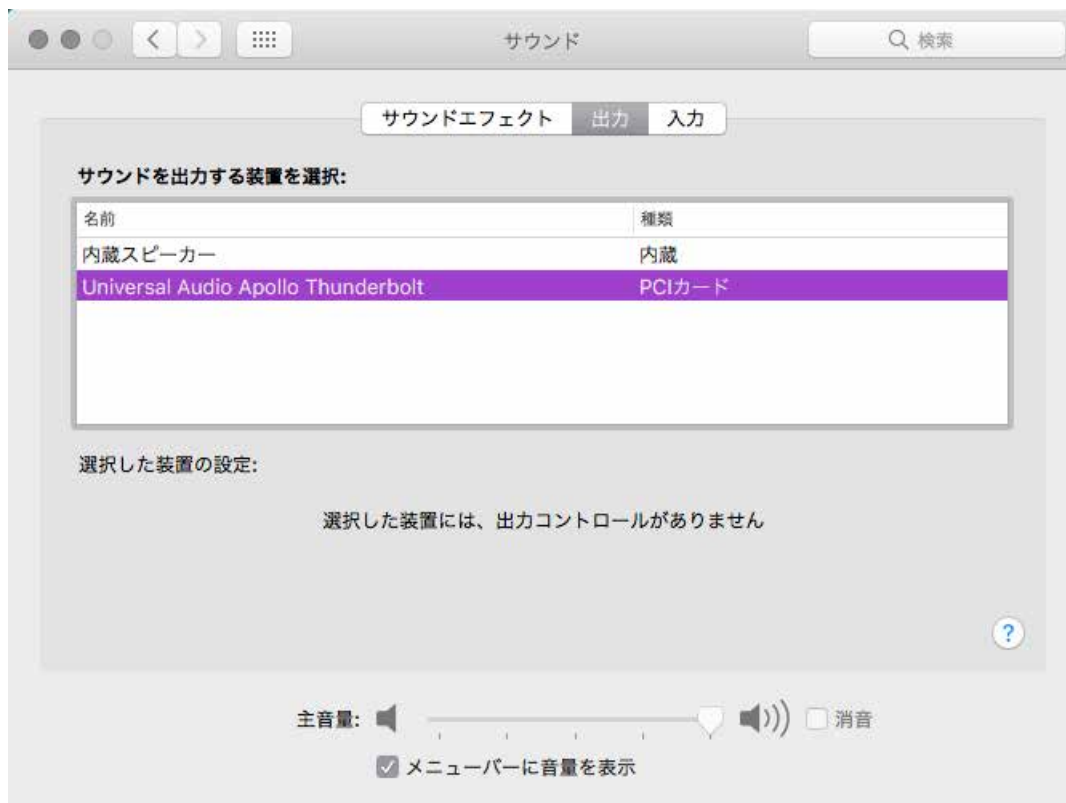 サウンド
検索
サウンドエフェクト 出力 入力
サウンドを出力する装置を選択:
名前 種類
内蔵スピーカー 内蔵
Universal Audio Apollo Thunderbolt PCIカード
選択した装置の設定:
選択した装置には、出力コントロールがありません
?
主音量: 消音
メニューバーに音量を表示